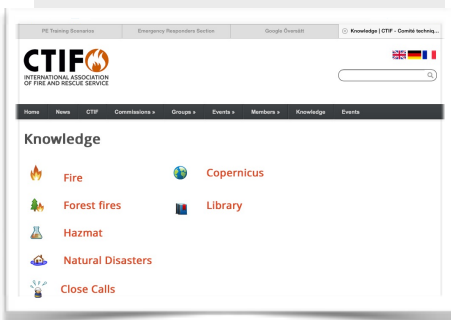 PE Training Scenarios
Emergency Responders Section
Google Översätt
Knowledge | CTIF - Comité techniq...
CTIF
INTERNATIONAL ASSOCIATION
OF FIRE AND RESCUE SERVICE
Home News CTIF Commissions » Groups » Events » Members » Knowledge Events
Knowledge
Fire
Copernicus
Forest fires
Library
Hazmat
Natural Disasters
Close Calls